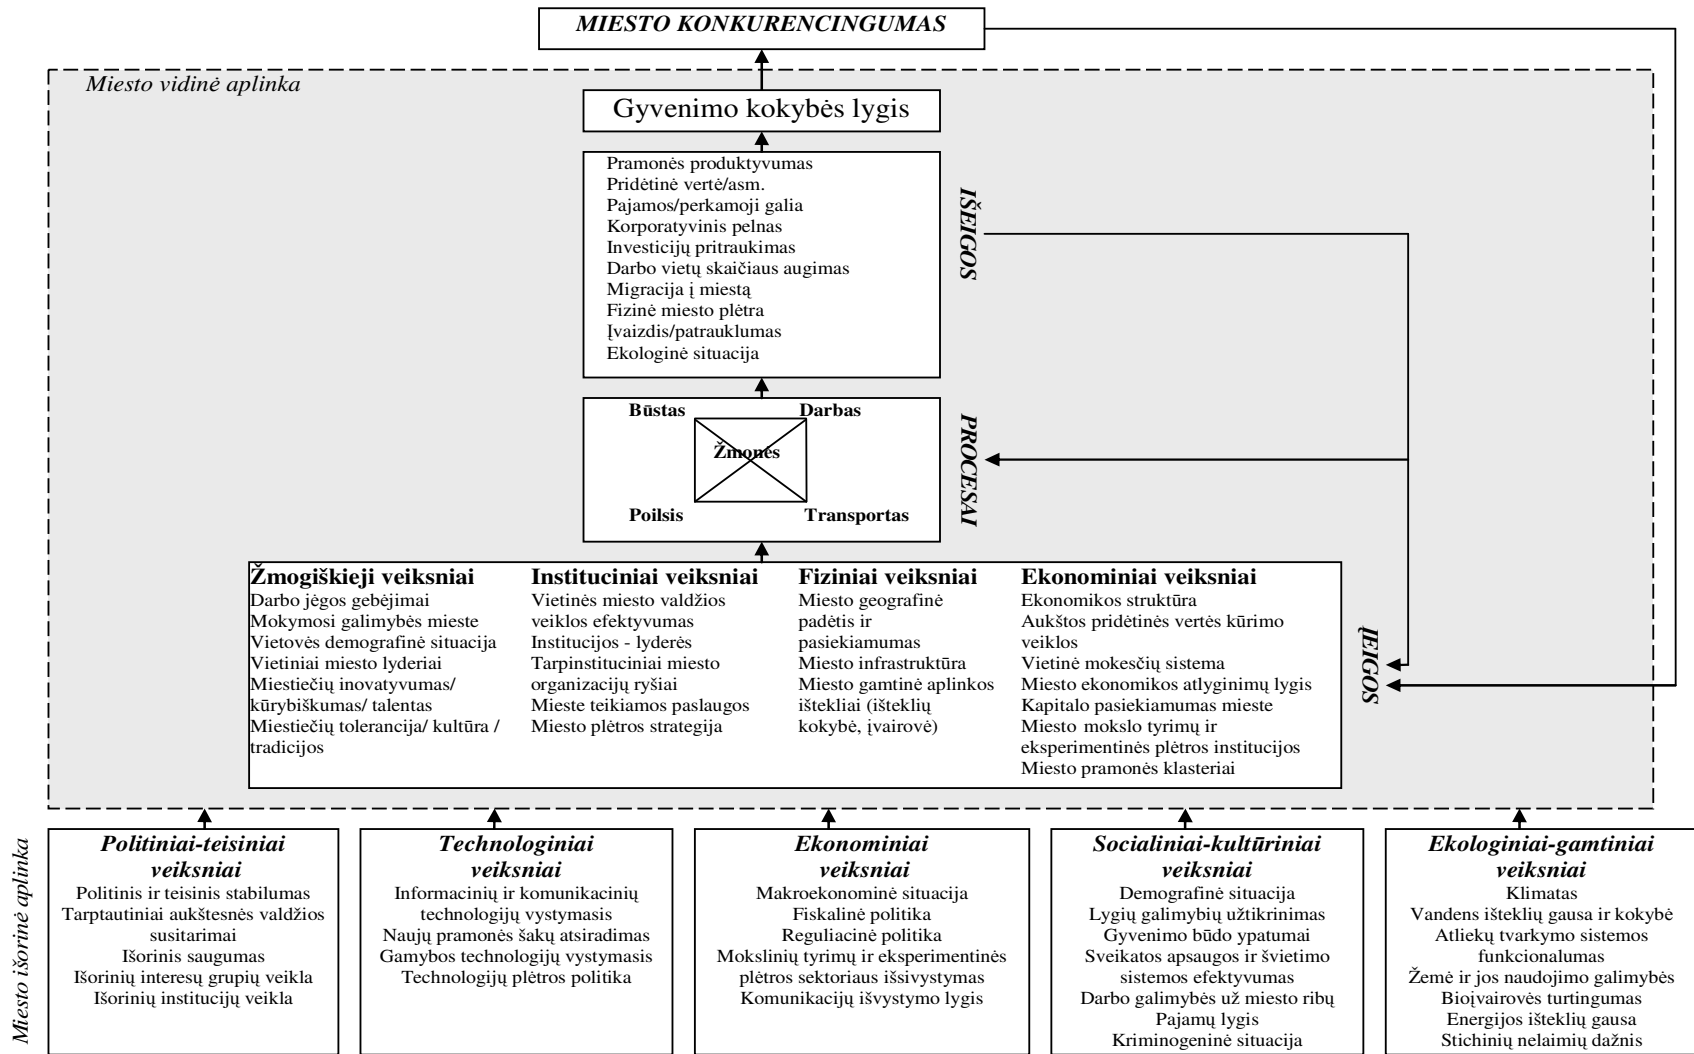 MIESTO KONKURENCINGUMAS
Miesto vidinė aplinka
Gyvenimo kokybės lygis
Pramonės produktyvumas
Pridėtinė vertė/asm.
Pajamos/perkamoji galia
Korporatyvinis pelnas
Investicijų pritraukimas
Darbo vietų skaičiaus augimas
Migracija į miestą
Fizinė miesto plėtra
Įvaizdis/patrauklumas
Ekologinė situacija
IŠEIGOS
Būstas
Darbas
Žmonės
Poilsis
Transportas
PROCESAI
Žmogiškieji veiksniai
Darbo jėgos gebėjimai
Mokymosi galimybės mieste
Vietovės demografinė situacija
Vietiniai miesto lyderiai
Miestiečių inovatyvumas/
kūrybiškumas/ talentas
Miestiečių tolerancija/ kultūra /
tradicijos
Instituciniai veiksniai
Vietinės miesto valdžios
veiklos efektyvumas
Institucijos - lyderės
Tarpinstituciniai miesto
organizacijų ryšiai
Mieste teikiamos paslaugos
Miesto plėtros strategija
Fiziniai veiksniai
Miesto geografinė
padėtis ir
pasiekiamumas
Miesto infrastruktūra
Miesto gamtinė aplinkos
ištekliai (išteklių
kokybė, įvairovė)
Ekonominiai veiksniai
Ekonomikos struktūra
Aukštos pridėtinės vertės kūrimo
veiklos
Vietinė mokesčių sistema
Miesto ekonomikos atlyginimų lygis
Kapitalo pasiekiamumas mieste
Miesto mokslo tyrimų ir
eksperimentinės plėtros institucijos
Miesto pramonės klasteriai
ĮEIGOS
Miesto išorinė aplinka
Politiniai-teisiniai
veiksniai
Politinis ir teisinis stabilumas
Tarptautiniai aukštesnės valdžios
susitarimai
Išorinis saugumas
Išorinių interesų grupių veikla
Išorinių institucijų veikla
Technologiniai
veiksniai
Informacinių ir komunikacinių
technologijų vystymasis
Naujų pramonės šakų atsiradimas
Gamybos technologijų vystymasis
Technologijų plėtros politika
Ekonominiai
veiksniai
Makroekonominė situacija
Fiskalinė politika
Reguliacinė politika
Mokslinių tyrimų ir eksperimentinės
plėtros sektoriaus išsivystymas
Komunikacijų išvystymo lygis
Socialiniai-kultūriniai
veiksniai
Demografinė situacija
Lygių galimybių užtikrinimas
Gyvenimo būdo ypatumai
Sveikatos apsaugos ir švietimo
sistemos efektyvumas
Darbo galimybės už miesto ribų
Pajamų lygis
Kriminogeninė situacija
Ekologiniai-gamtiniai
veiksniai
Klimatas
Vandens išteklių gausa ir kokybė
Atliekų tvarkymo sistemos
funkcionalumas
Žemė ir jos naudojimo galimybės
Bioįvairovės turtingumas
Energijos išteklių gausa
Stichinių nelaimių dažnis